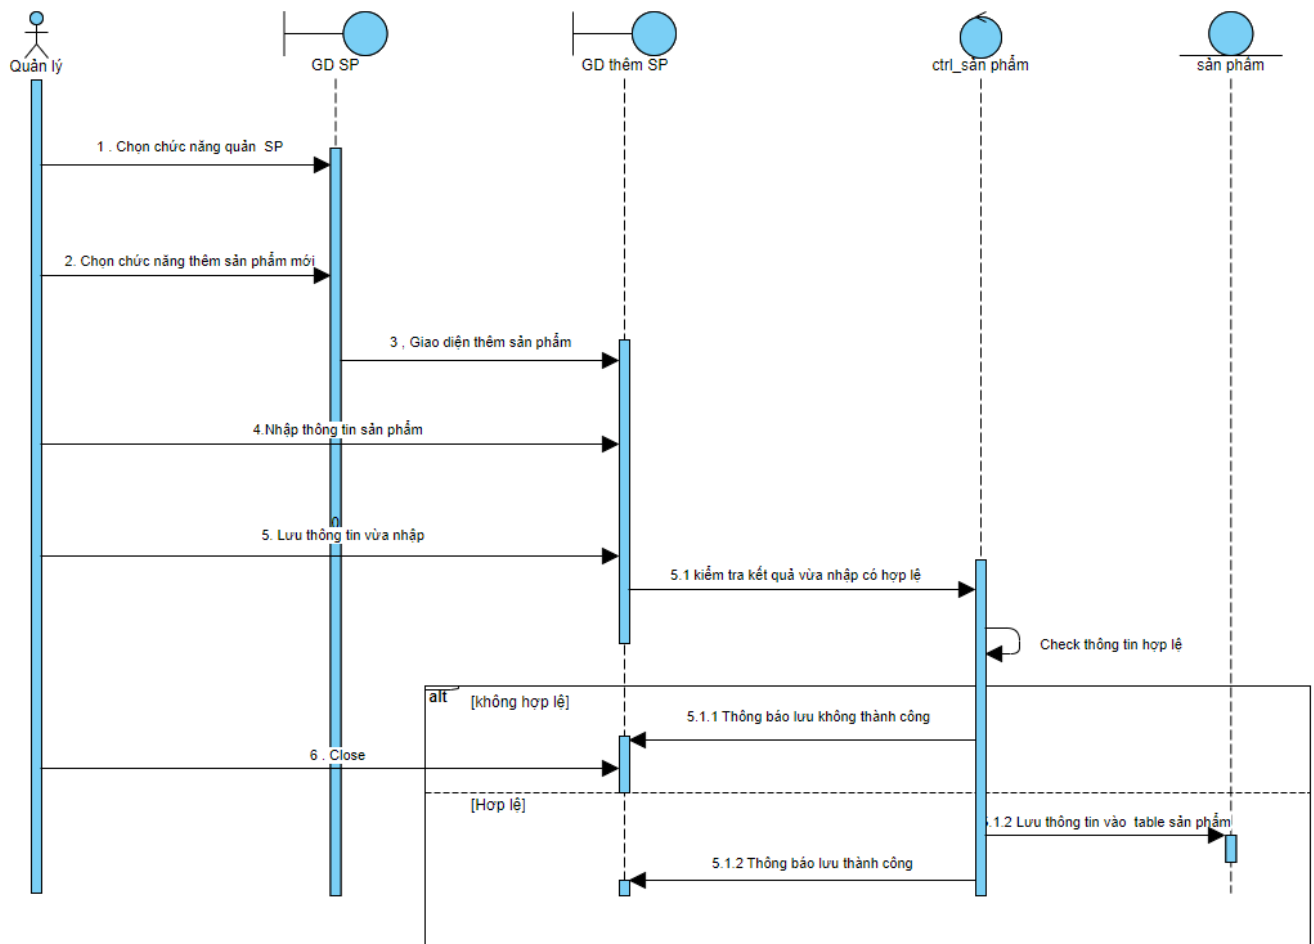 Quản lý
GD SP
GD thêm SP
ctrl_sản phẩm
sản phẩm
1 . Chọn chức năng quản SP
2. Chọn chức năng thêm sản phẩm mới
3 , Giao diện thêm sản phẩm
4.Nhập thông tin sản phẩm
0
5. Lưu thông tin vừa nhập
5.1 kiểm tra kết quả vừa nhập có hợp lệ
Check thông tin hợp lệ
alt
[không hợp lệ]
5.1.1 Thông báo lưu không thành công
6 . Close
[Hợp lệ]
5.1.2 Lưu thông tin vào table sản phẩm
5.1.2 Thông báo lưu thành công